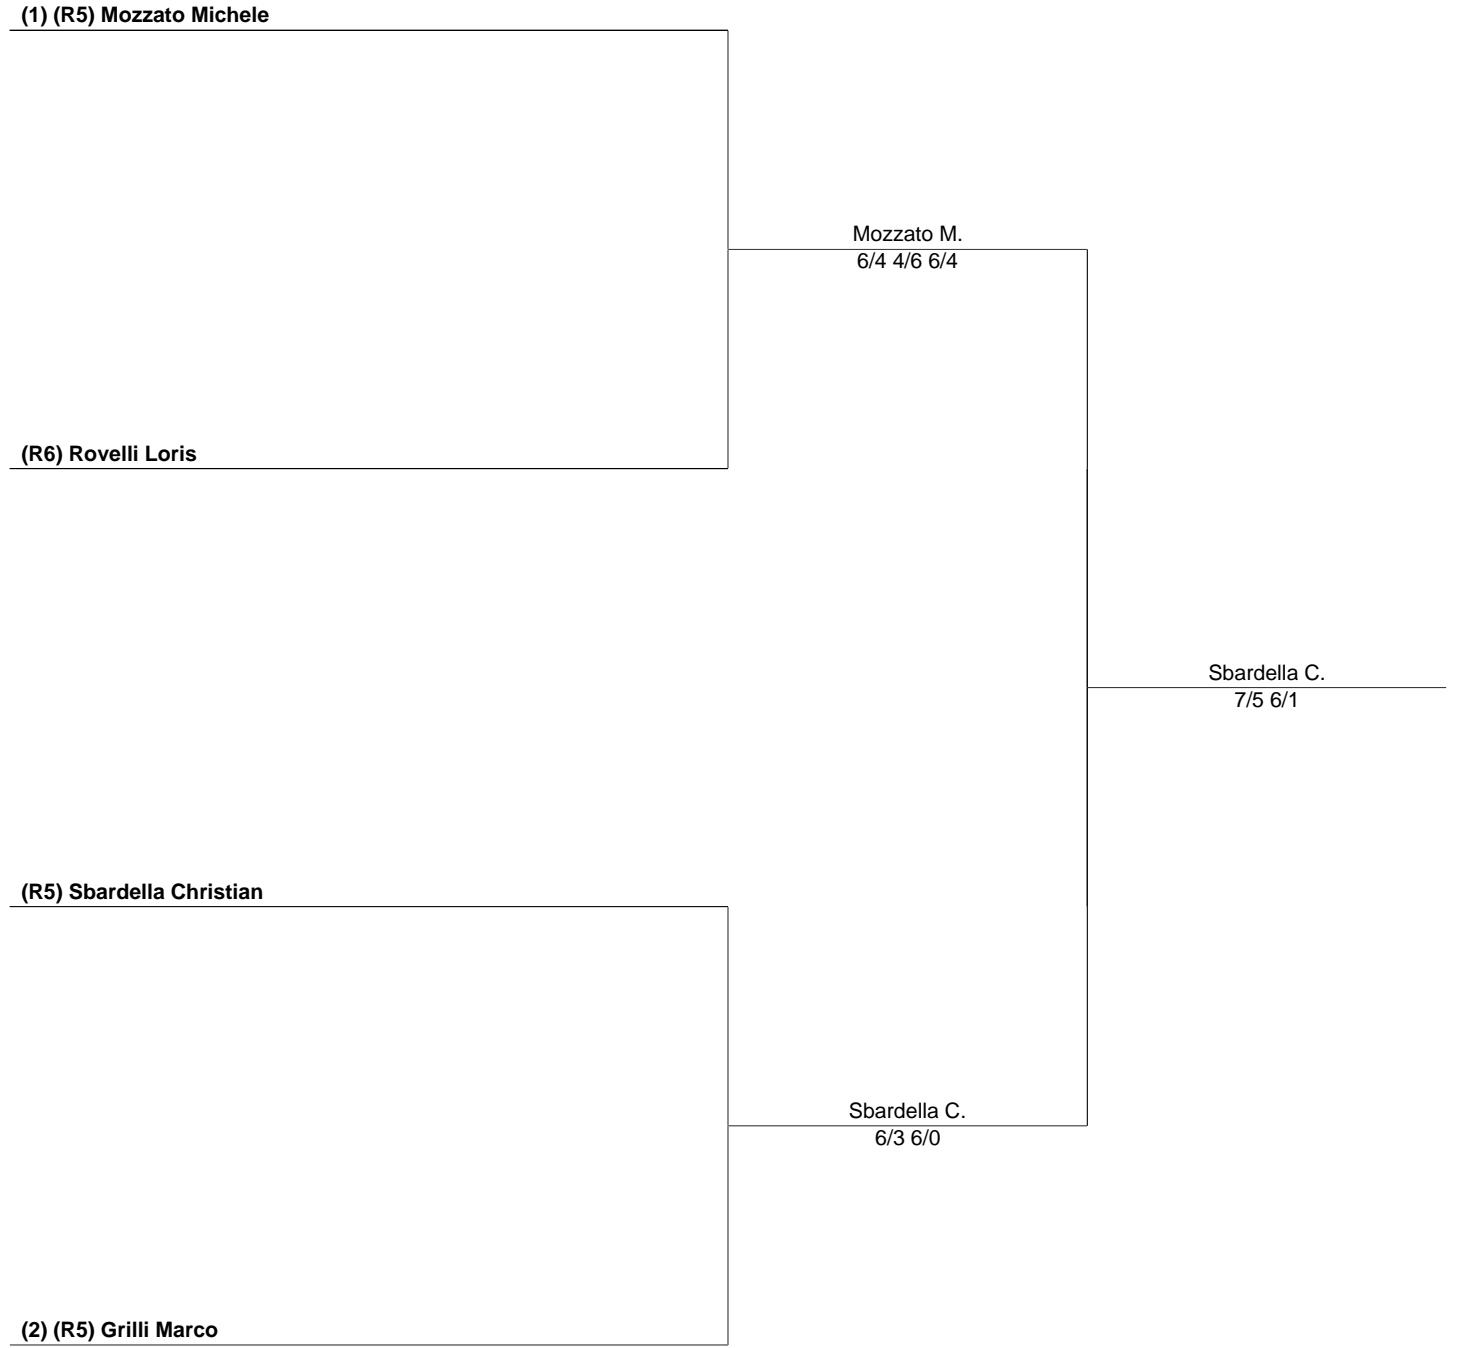 (1) (R5) Mozzato Michele
Mozzato M.
6/4 4/6 6/4
(R6) Rovelli Loris
Sbardella C.
7/5 6/1
(R5) Sbardella Christian
Sbardella C.
6/3 6/0
(2) (R5) Grilli Marco